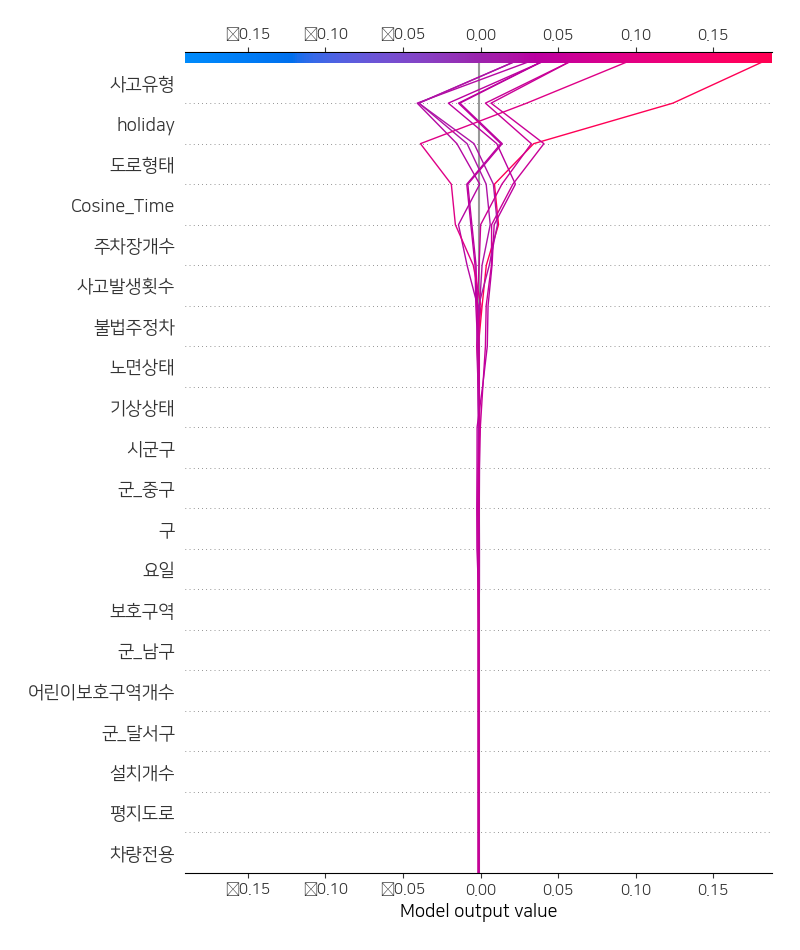 0.15 0.10 0.05 0.00 0.05 0.10 0.15
사고유형
holiday
도로형태
Cosine_Time
주차장개수
사고발생횟수
불법주정차
노면상태
기상상태
시군구
군_중구
구
요일
보호구역
군_남구
어린이보호구역개수
군_달서구
설치개수
평지도로
차량전용
0.15 0.10 0.05 0.00 0.05 0.10 0.15
Model output value